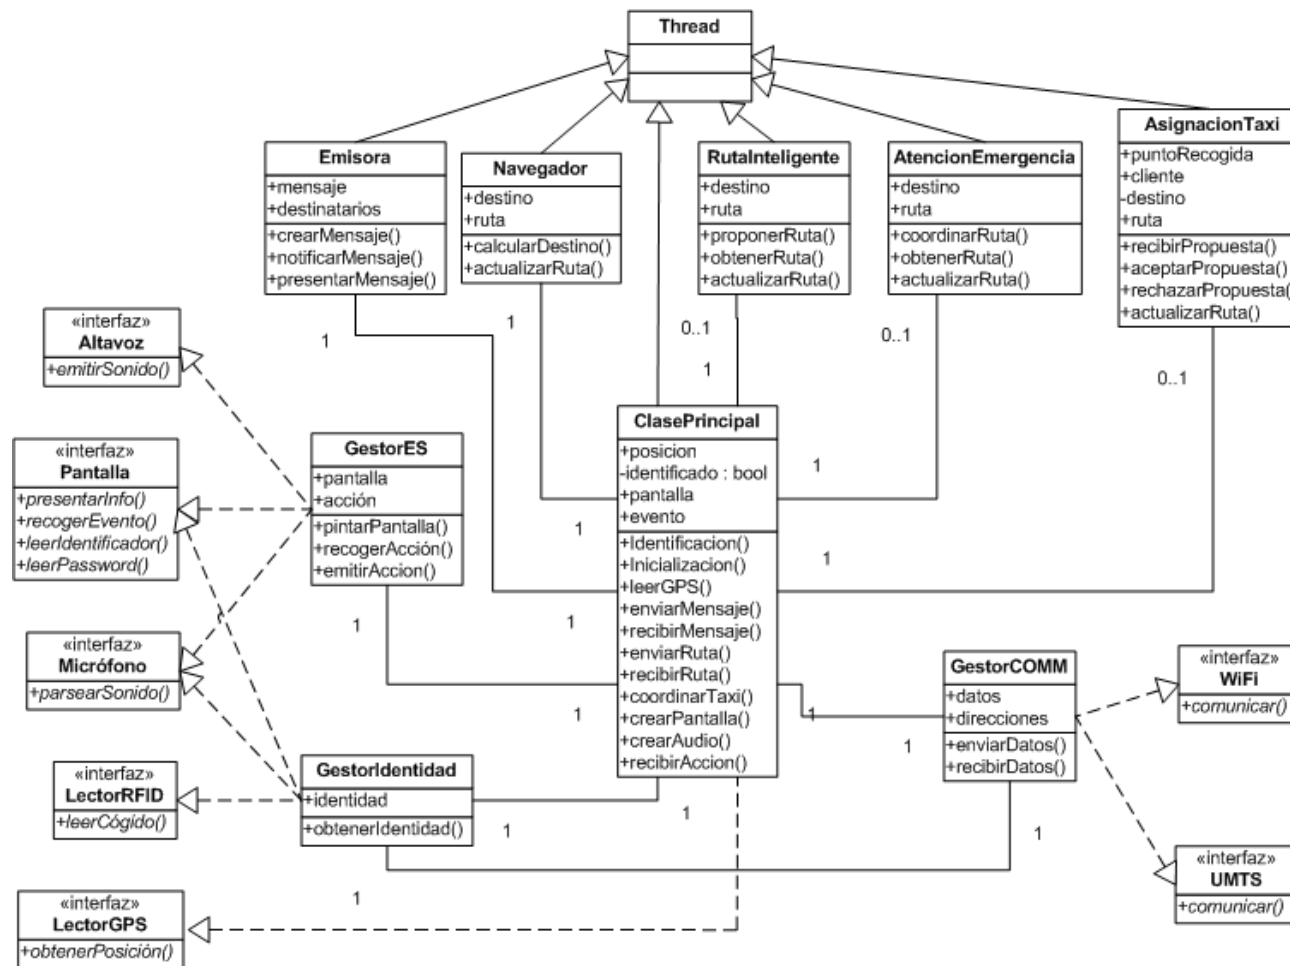 Thread
Emisora
+mensaje
+destinatarios
+crearMensaje()
+notificarMensaje()
+presentarMensaje()
Navegador
+destino
+ruta
+calcularDestino()
+actualizarRuta()
RutaInteligente
+destino
+ruta
+proponerRuta()
+obtenerRuta()
+actualizarRuta()
AtencionEmergencia
+destino
+ruta
+coordinarRuta()
+obtenerRuta()
+actualizarRuta()
AsignacionTaxi
+puntoRecogida
+cliente
-destino
+ruta
+recibirPropuesta()
+aceptarPropuesta()
+rechazarPropuesta(
+actualizarRuta()
1
1
0..1
1
0..1
0..1
«interfaz»
Altavoz
+emitirSonido()
«interfaz»
Pantalla
+presentarInfo()
+recogerEvento()
+leerIdentificador()
+leerPassword()
GestorES
+pantalla
+acción
+pintarPantalla()
+recogerAcción()
+emitirAccion()
ClasePrincipal
+posicion
-identificado : bool
+pantalla
+evento
+Identificacion()
+Inicializacion()
+leerGPS()
+enviarMensaje()
+recibirMensaje()
+enviarRuta()
+recibirRuta()
+coordinarTaxi()
+crearPantalla()
+crearAudio()
+recibirAccion()
1
1
1
1
1
1
1
1
«interfaz»
Micrófono
+parsearSonido()
«interfaz»
LectorRFID
+leerCógido()
GestorIdentidad
+identidad
+obtenerIdentidad()
1
1
1
1
GestorCOMM
+datos
+direcciones
+enviarDatos()
+recibirDatos()
«interfaz»
WiFi
+comunicar()
«interfaz»
UMTS
+comunicar()
«interfaz»
LectorGPS
+obtenerPosición()